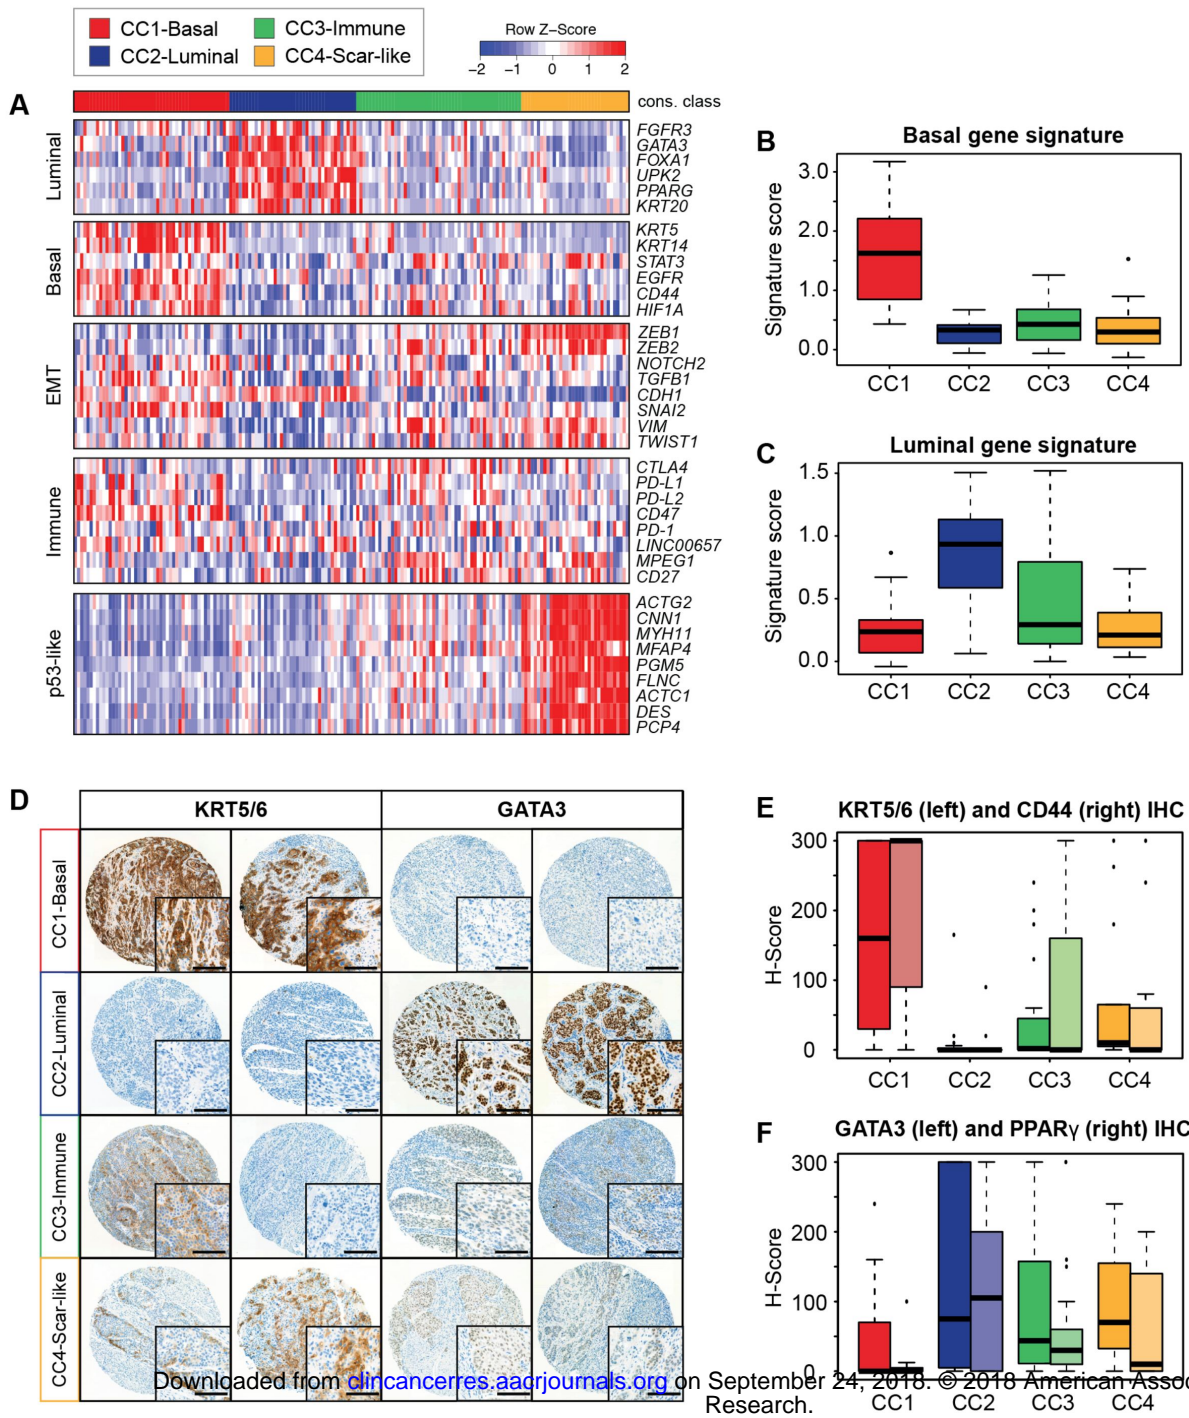 CC1-Basal
CC3-Immune
CC2-Luminal
CC4-Scar-like
Row Z-Score
−2 −1 0 1 2
A
cons. class
Luminal
FGFR3
GATA3
FOXA1
UPK2
PPARG
KRT20
Basal
KRT5
KRT14
STAT3
EGFR
CD44
HIF1A
EMT
ZEB1
ZEB2
NOTCH2
TGFB1
CDH1
SNAI2
VIM
TWIST1
Immune
CTLA4
PD-L1
PD-L2
CD47
PD-1
LINC00657
MPEG1
CD27
p53-like
ACTG2
CNN1
MYH11
MFAP4
PGM5
FLNC
ACTC1
DES
PCP4
B
Basal gene signature
Signature score
3.0
2.0
1.0
0.0
CC1 CC2 CC3 CC4
C
Luminal gene signature
Signature score
1.5
1.0
0.5
0.0
CC1 CC2 CC3 CC4
D
KRT5/6 GATA3
CC1-Basal
CC2-Luminal
CC3-Immune
CC4-Scar-like
E
KRT5/6 (left) and CD44 (right) IHC
H-Score
300
200
100
0
CC1 CC2 CC3 CC4
F
GATA3 (left) and PPARγ (right) IHC
H-Score
300
200
100
0
CC1 CC2 CC3 CC4
Downloaded from clincancerres.aacrjournals.org on September 24, 2018. © 2018 American Assoc
Research.